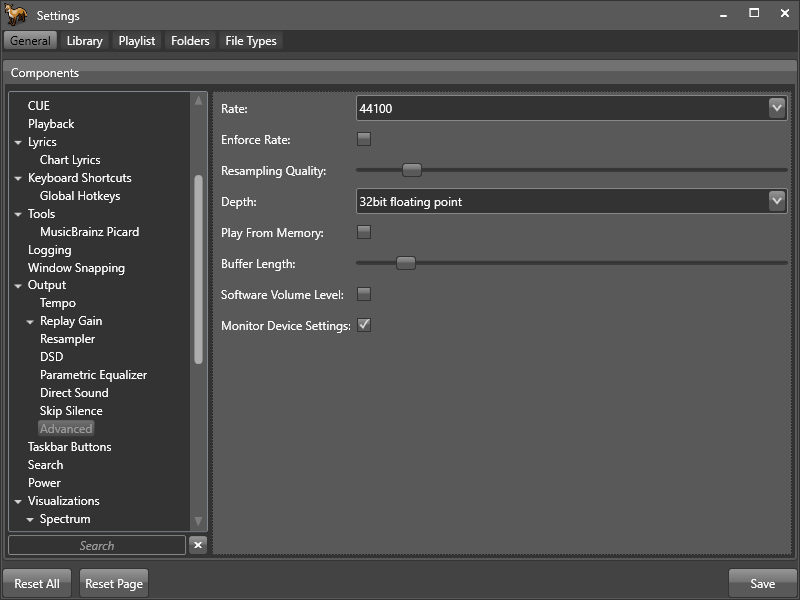 Settings
General Library Playlist Folders File Types
Components
CUE
Playback
Lyrics
Chart Lyrics
Keyboard Shortcuts
Global Hotkeys
Tools
MusicBrainz Picard
Logging
Window Snapping
Output
Tempo
Replay Gain
Resampler
DSD
Parametric Equalizer
Direct Sound
Skip Silence
Advanced
Taskbar Buttons
Search
Power
Visualizations
Spectrum
Search
Rate: 44100
Enforce Rate:
Resampling Quality:
Depth: 32bit floating point
Play From Memory:
Buffer Length:
Software Volume Level:
Monitor Device Settings:
Reset All Reset Page Save